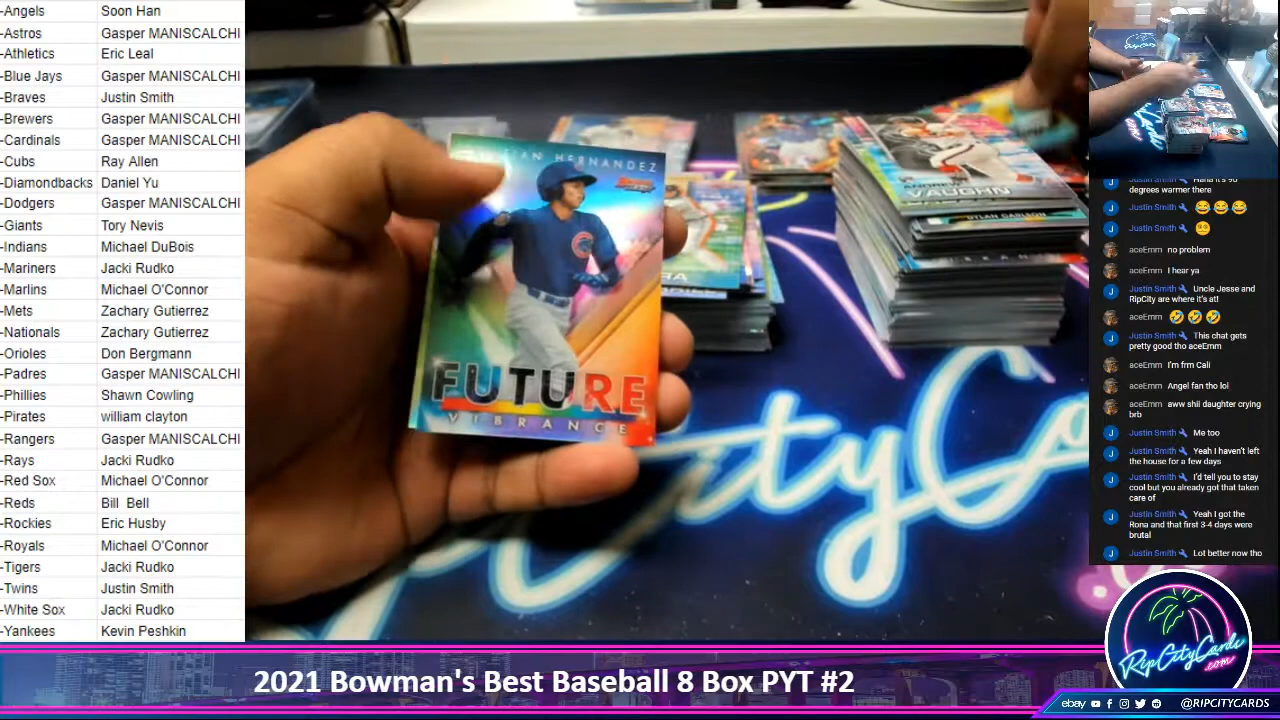 -Angels Soon Han
-Astros Gasper MANISCALCHI
-Athletics Eric Leal
-Blue Jays Gasper MANISCALCHI
-Braves Justin Smith
-Brewers Gasper MANISCALCHI
-Cardinals Gasper MANISCALCHI
-Cubs Ray Allen
-Diamondbacks Daniel Yu
-Dodgers Gasper MANISCALCHI
-Giants Tory Nevis
-Indians Michael DuBois
-Mariners Jacki Rudko
-Marlins Michael O'Connor
-Mets Zachary Gutierrez
-Nationals Zachary Gutierrez
-Orioles Don Bergmann
-Padres Gasper MANISCALCHI
-Phillies Shawn Cowling
-Pirates william clayton
-Rangers Gasper MANISCALCHI
-Rays Jacki Rudko
-Red Sox Michael O'Connor
-Reds Bill Bell
-Rockies Eric Husby
-Royals Michael O'Connor
-Tigers Jacki Rudko
-Twins Justin Smith
-White Sox Jacki Rudko
-Yankees Kevin Peshkin
HERNANDEZ
FUTURE
VIBRANCE
VAUGHN
DYLAN CARLSON
ityCa
degrees warmer there
Justin Smith 😂 😂 😂
Justin Smith
aceEmm no problem
aceEmm I hear ya
Justin Smith Uncle Jesse and
RipCity are where it's at!
aceEmm 🤣 🤣 🤣
Justin Smith This chat gets
pretty good tho aceEmm
aceEmm I'm frm Cali
aceEmm Angel fan tho lol
aceEmm aww shii daughter crying
brb
Justin Smith Me too
Justin Smith Yeah I haven't left
the house for a few days
Justin Smith I'd tell you to stay
cool but you already got that taken
care of
Justin Smith Yeah I got the
Rona and that first 3-4 days were
brutal
Justin Smith Lot better now tho
RipCityCards
.com
2021 Bowman's Best Baseball 8 Box PYT #2
ebay @RIPCITYCARDS